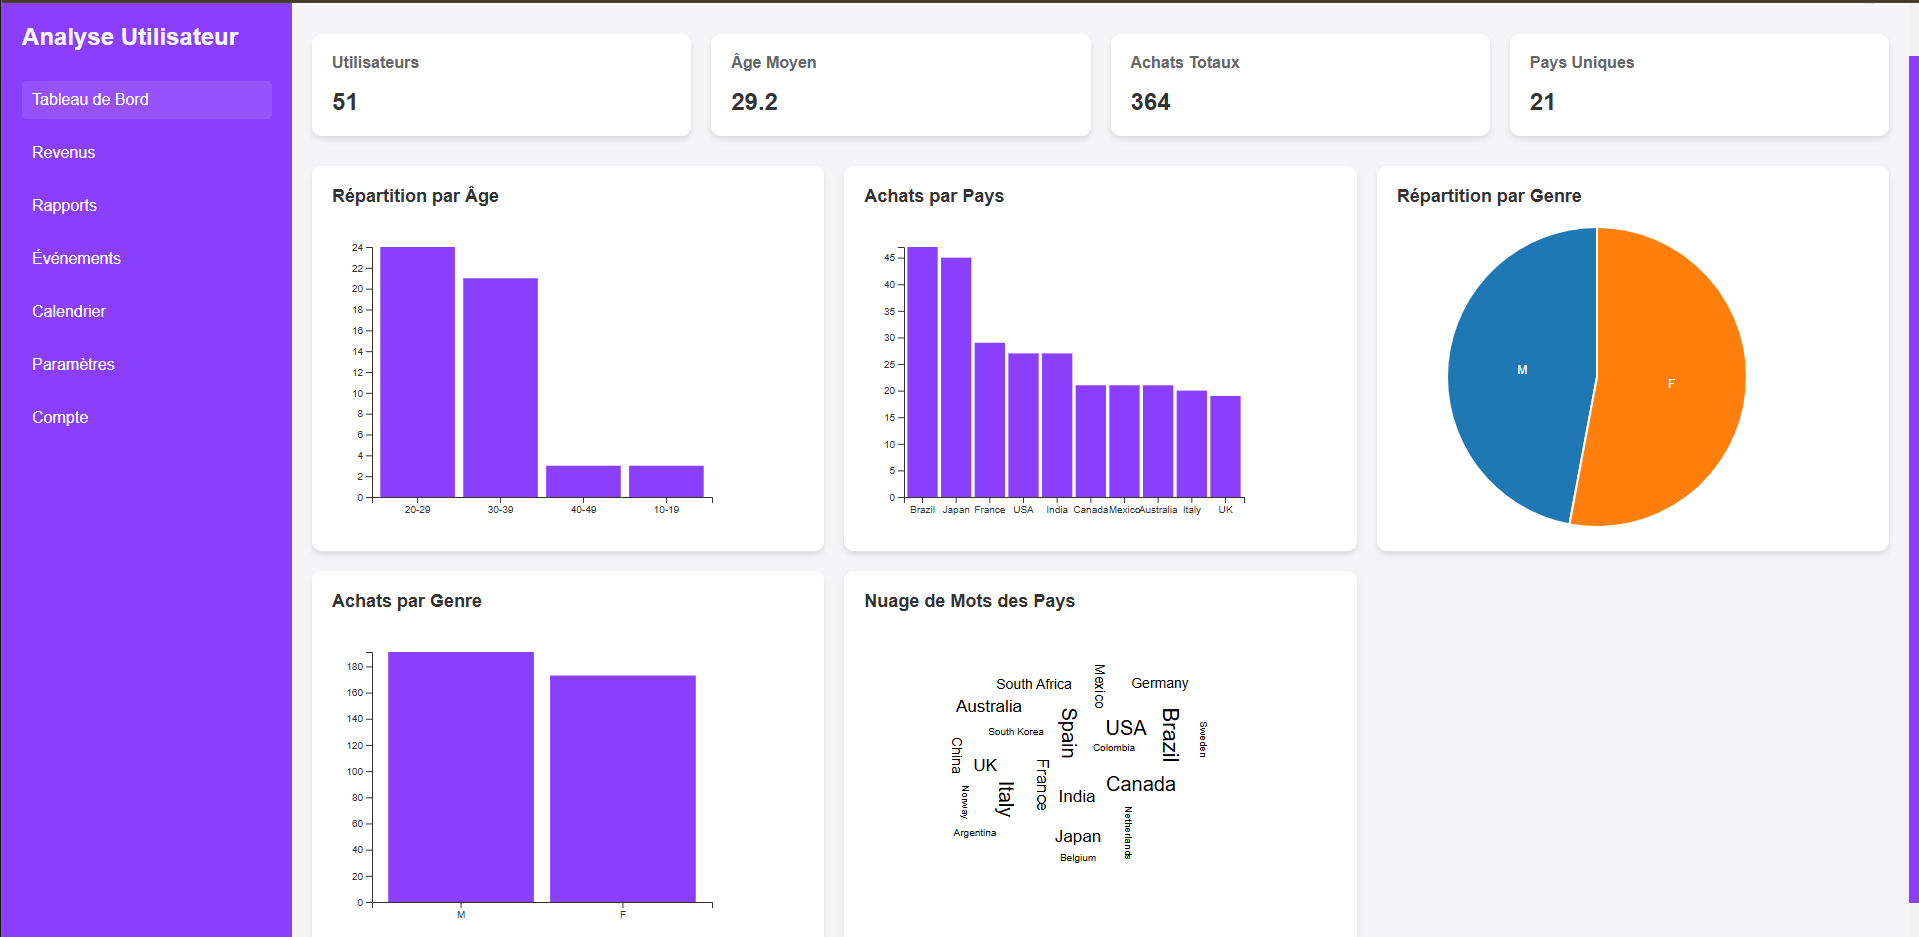 Analyse Utilisateur
Tableau de Bord
Revenus
Rapports
Événements
Calendrier
Paramètres
Compte
Utilisateurs
51
Âge Moyen
29.2
Achats Totaux
364
Pays Uniques
21
Répartition par Âge
24
22
20
18
16
14
12
10
8
6
4
2
0
20-29 30-39 40-49 10-19
Achats par Pays
45
40
35
30
25
20
15
10
5
0
Brazil Japan France USA India Canada Mexico Australia Italy UK
Répartition par Genre
M
F
Achats par Genre
180
160
140
120
100
80
60
40
20
0
M F
Nuage de Mots des Pays
South Africa
Mexico
Germany
Australia
Spain
USA
Brazil
Sweden
South Korea
Colombia
China
UK
France
Italy
India
Canada
Norway
Netherlands
Argentina
Japan
Belgium